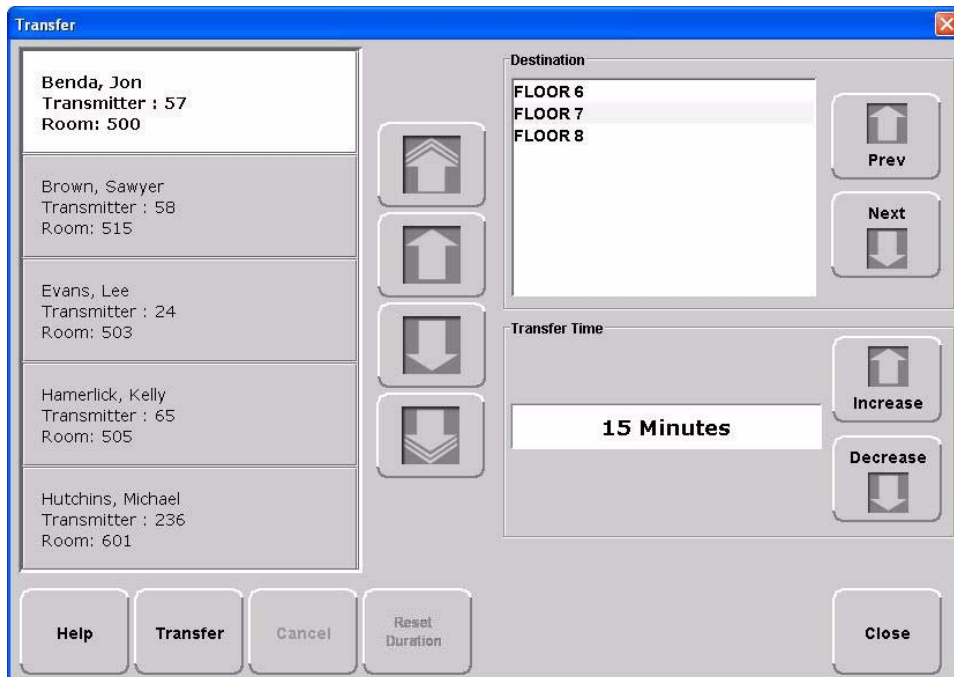 Transfer
Benda, Jon
Transmitter : 57
Room: 500
Brown, Sawyer
Transmitter : 58
Room: 515
Evans, Lee
Transmitter : 24
Room: 503
Hamerlick, Kelly
Transmitter : 65
Room: 505
Hutchins, Michael
Transmitter : 236
Room: 601
Destination
FLOOR 6
FLOOR 7
FLOOR 8
Prev
Next
Transfer Time
15 Minutes
Increase
Decrease
Help
Transfer
Cancel
Reset
Duration
Close